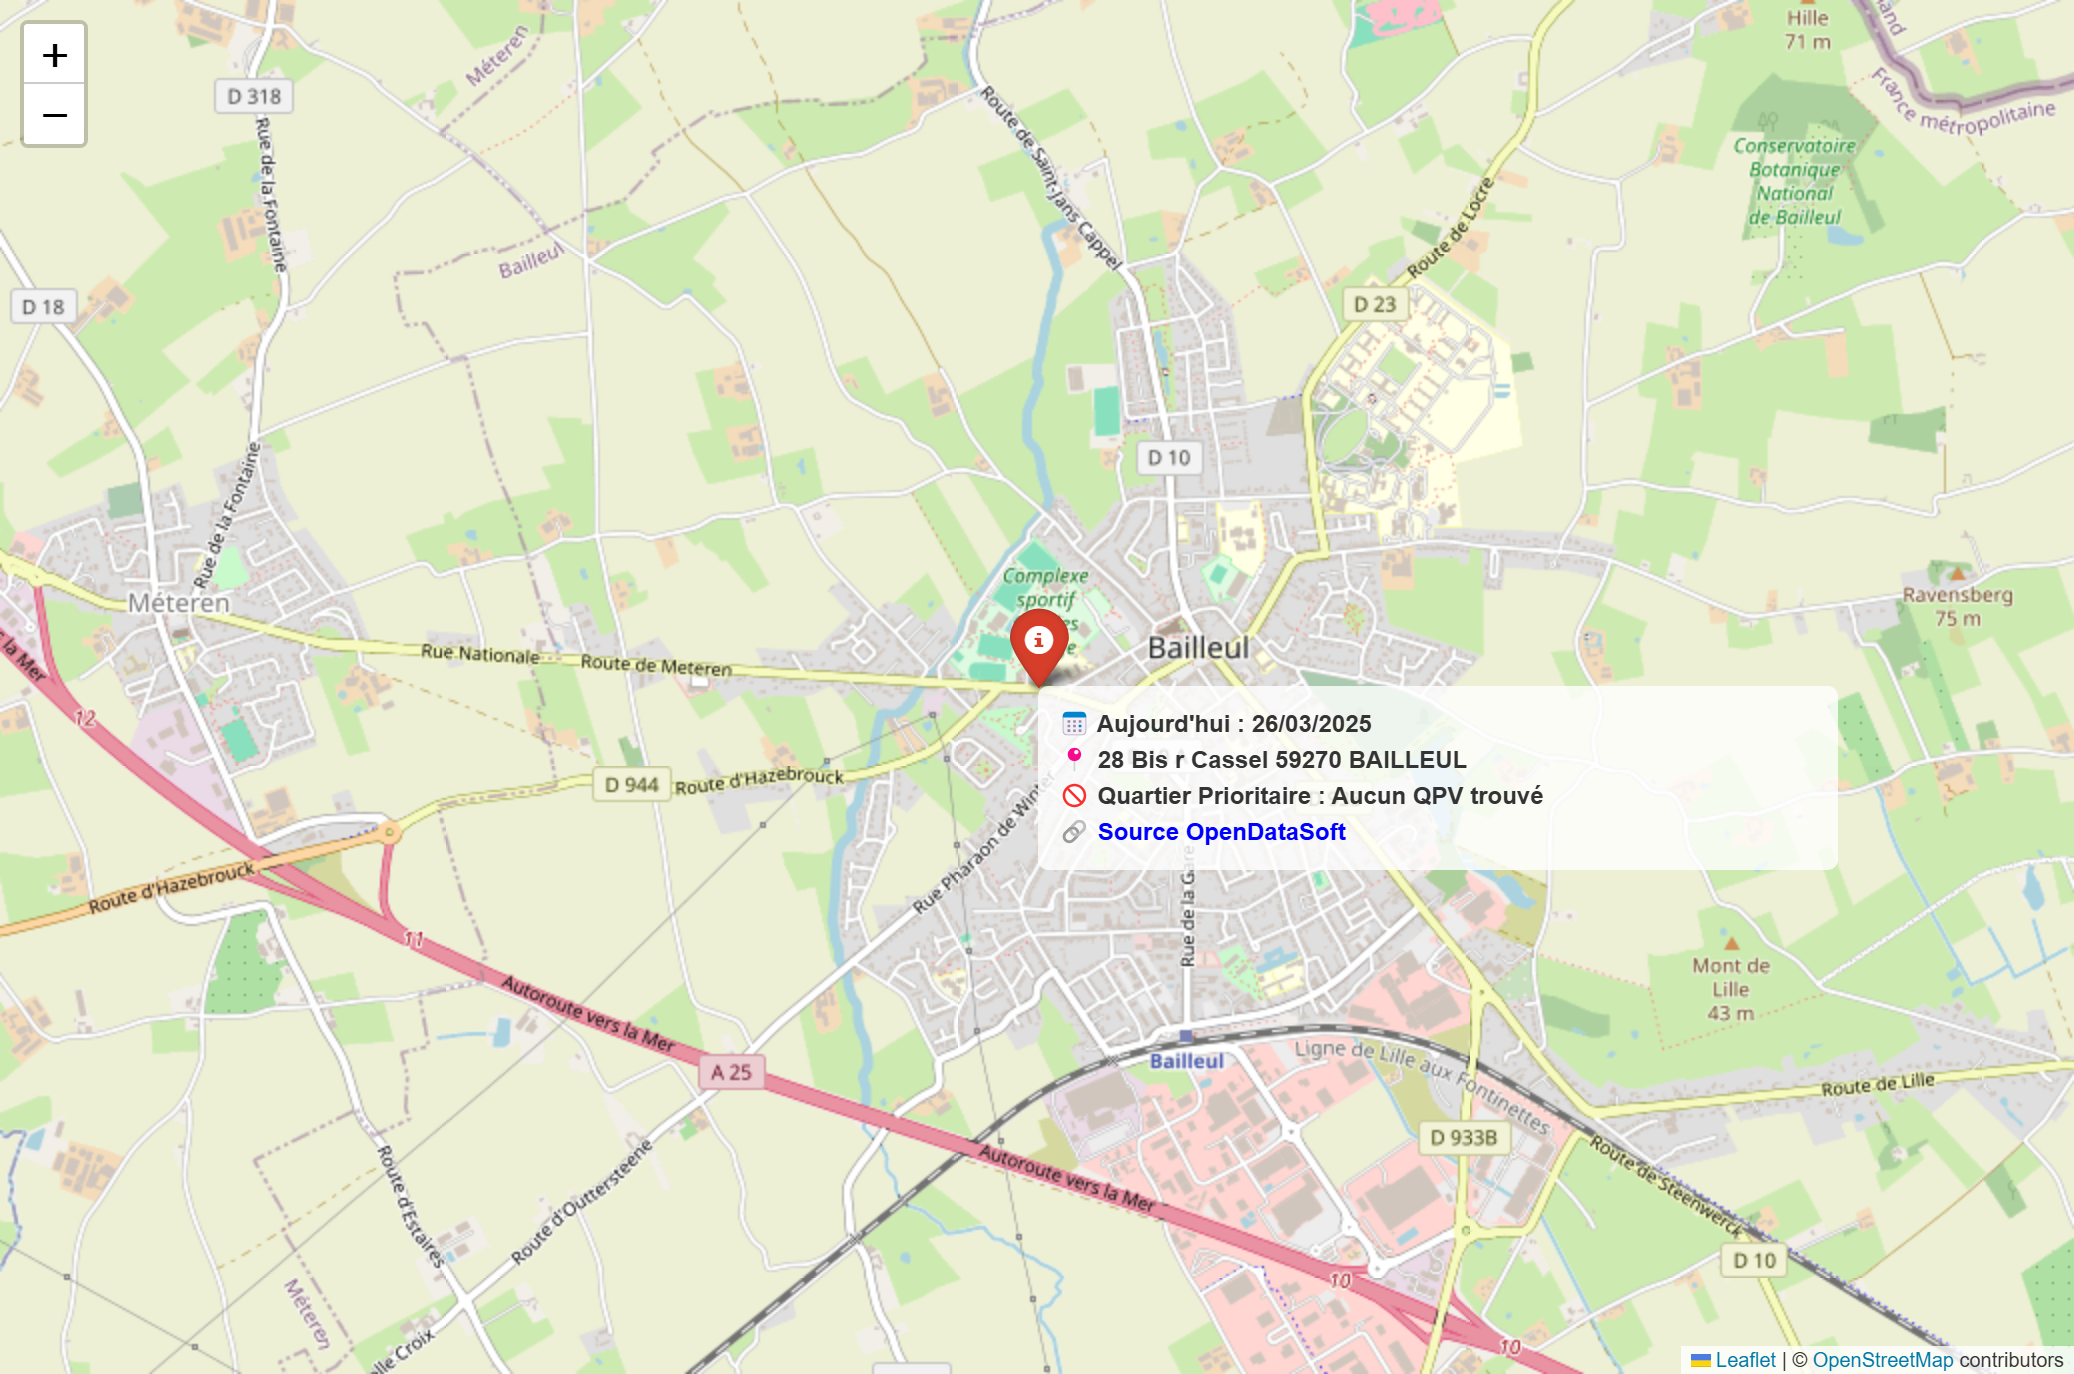 +
−
Méteren
D 318
Rue de la Fontaine
Bailleul
D 18
Route de Saint-Jans Cappel
Route de Locre
D 23
Hille
71 m
France métropolitaine
Conservatoire
Botanique
National
de Bailleul
D 10
Rue de la Fontaine
Méteren
Complexe
sportif
Bailleul
Ravensberg
75 m
Rue Nationale
Route de Meteren
la Mer
12
Aujourd'hui : 26/03/2025
28 Bis r Cassel 59270 BAILLEUL
Quartier Prioritaire : Aucun QPV trouvé
Source OpenDataSoft
D 944
Route d'Hazebrouck
Rue Pharaon de Winter
Rue de la Gare
Route d'Hazebrouck
11
Autoroute vers la Mer
A 25
Mont de
Lille
43 m
Bailleul
Ligne de Lille aux Fontinettes
Route de Lille
D 933B
Route de Steenwerck
Autoroute vers la Mer
Route d'Estaires
Route d'Outtersteene
Méteren
D 10
10
10
Croix
Leaflet | © OpenStreetMap contributors